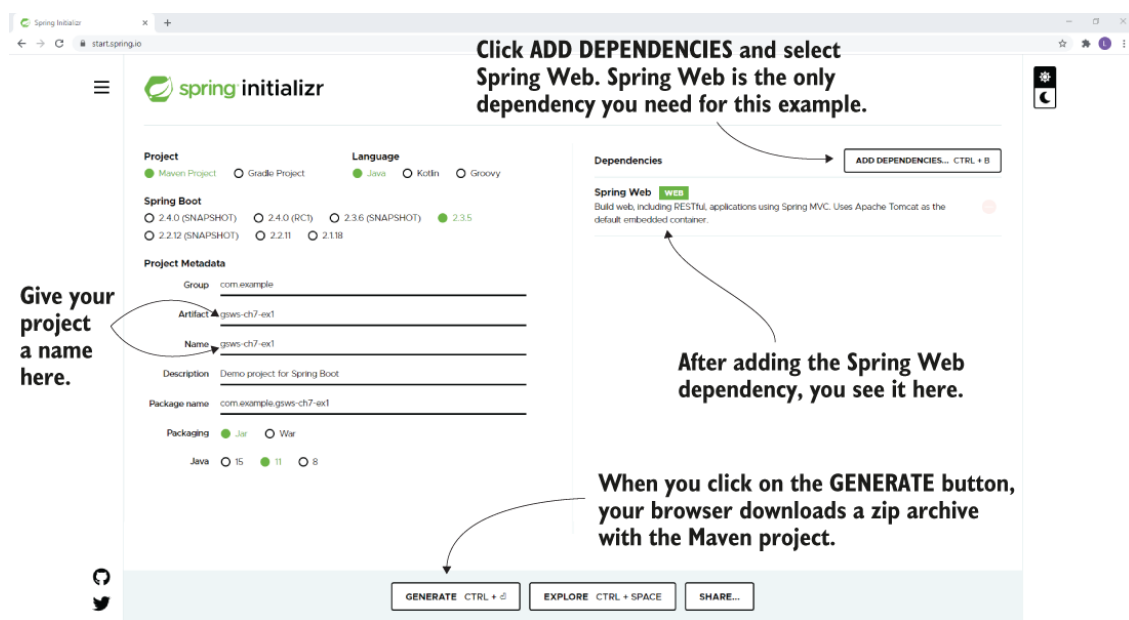 Spring Initializr
start.spring.io
L
Click ADD DEPENDENCIES and select
Spring Web. Spring Web is the only
dependency you need for this example.
spring initializr
Project
Maven Project Gradle Project
Language
Java Kotlin Groovy
Spring Boot
2.4.0 (SNAPSHOT) 2.4.0 (RC1) 2.3.6 (SNAPSHOT) 2.3.5
2.2.12 (SNAPSHOT) 2.2.11 2.1.18
Project Metadata
Group com.example
Artifact gsws-ch7-ex1
Name gsws-ch7-ex1
Description Demo project for Spring Boot
Package name com.example.gsws-ch7-ex1
Packaging Jar War
Java 15 11 8
Give your
project
a name
here.
Dependencies ADD DEPENDENCIES... CTRL + B
Spring Web WEB
Build web, including RESTful, applications using Spring MVC. Uses Apache Tomcat as the
default embedded container.
After adding the Spring Web
dependency, you see it here.
When you click on the GENERATE button,
your browser downloads a zip archive
with the Maven project.
GENERATE CTRL + ⏎ EXPLORE CTRL + SPACE SHARE...